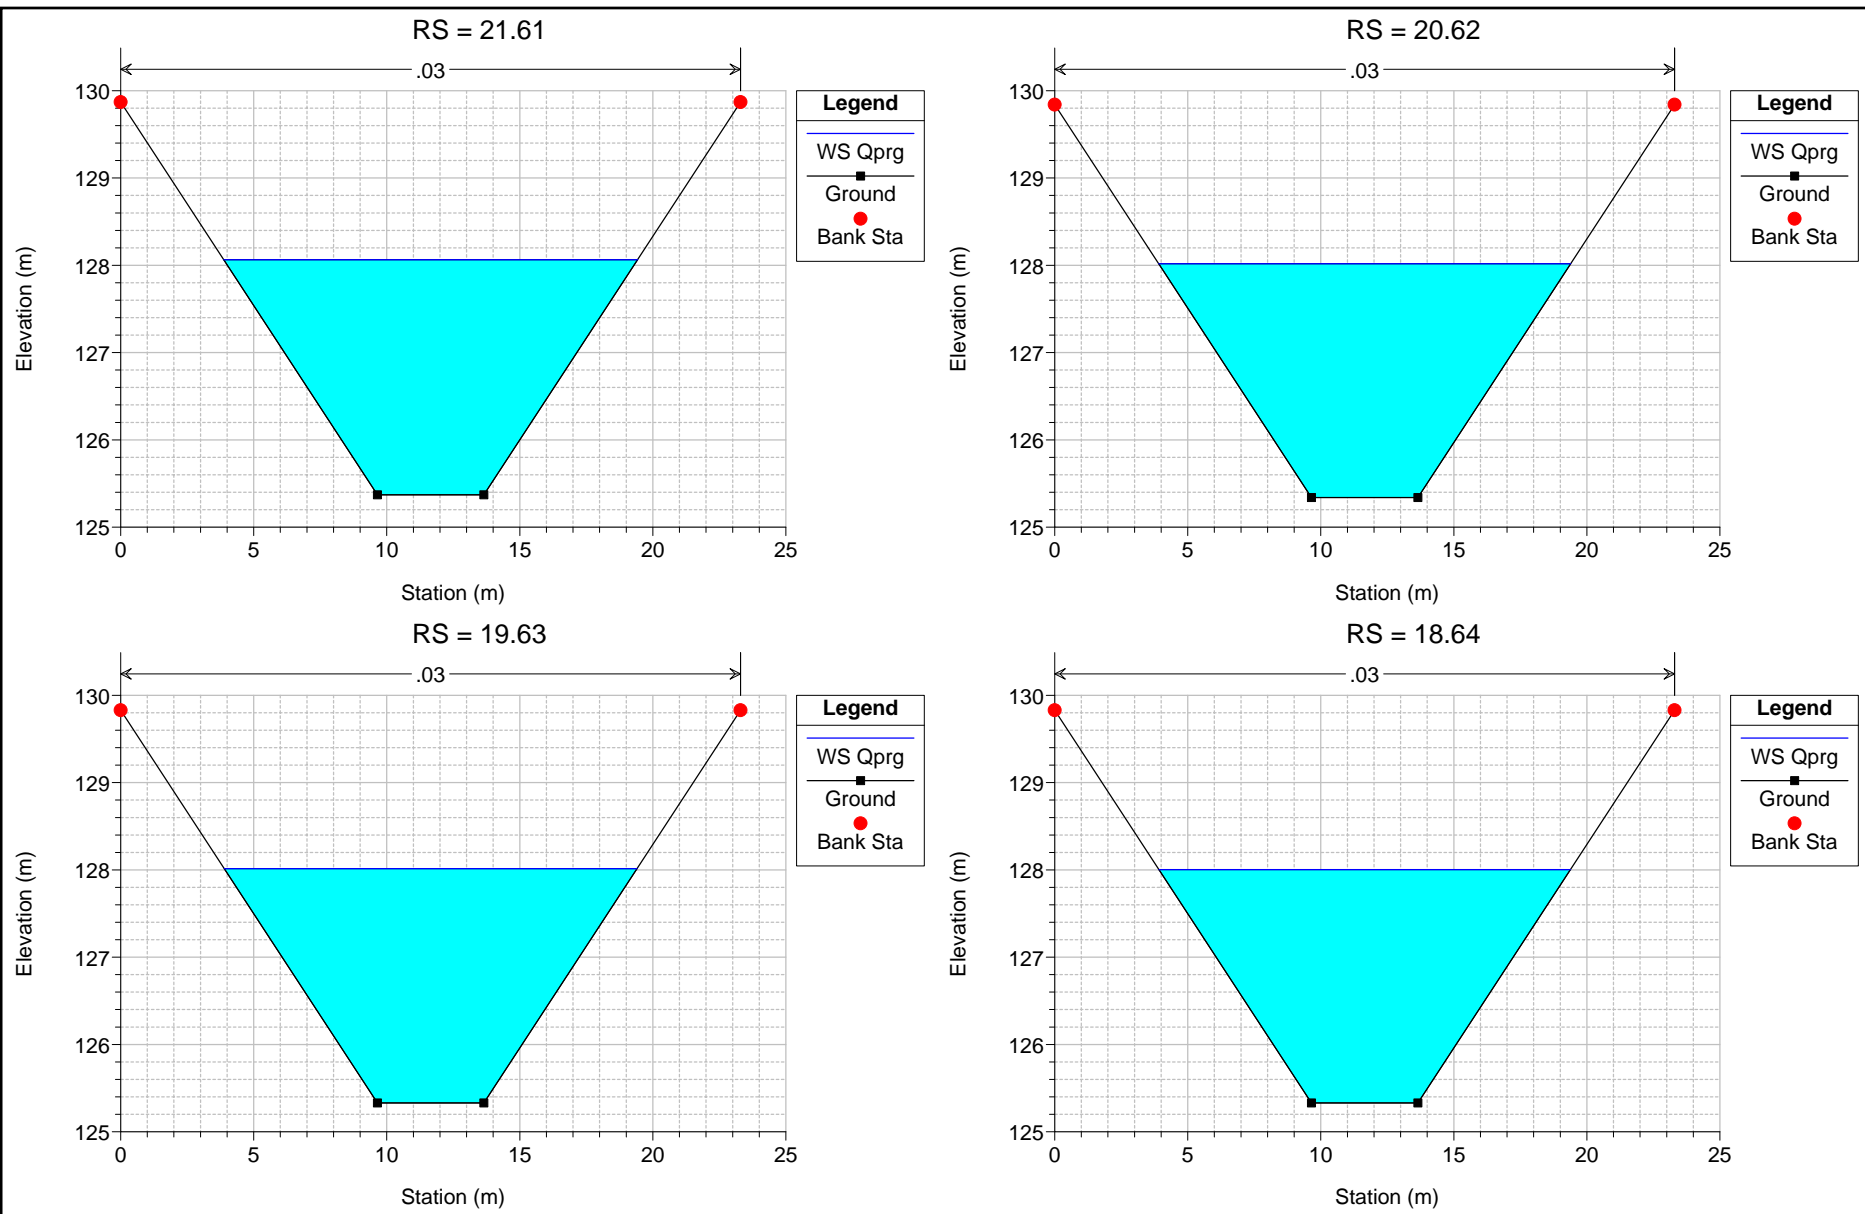 RS = 21.61
.03
130
129
128
127
126
125
0 5 10 15 20 25
Elevation (m)
Station (m)
Legend
WS Qprg
Ground
Bank Sta
RS = 20.62
.03
130
129
128
127
126
125
0 5 10 15 20 25
Elevation (m)
Station (m)
Legend
WS Qprg
Ground
Bank Sta
RS = 19.63
.03
130
129
128
127
126
125
0 5 10 15 20 25
Elevation (m)
Station (m)
Legend
WS Qprg
Ground
Bank Sta
RS = 18.64
.03
130
129
128
127
126
125
0 5 10 15 20 25
Elevation (m)
Station (m)
Legend
WS Qprg
Ground
Bank Sta